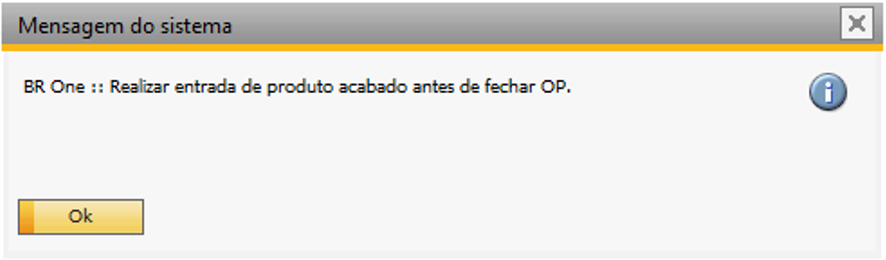 Mensagem do sistema
BR One :: Realizar entrada de produto acabado antes de fechar OP.
Ok